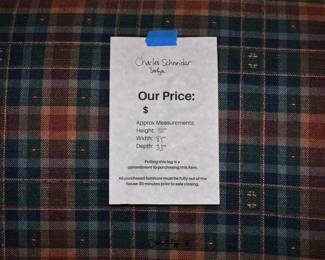 Charles Schneider
Sofa
Our Price:
$
Approx Measurements:
Height:
Width:
Depth:
Pulling this tag is a
commitment to purchasing this item.
All purchased furniture must be fully out of the
house 30 minutes prior to sale closing.